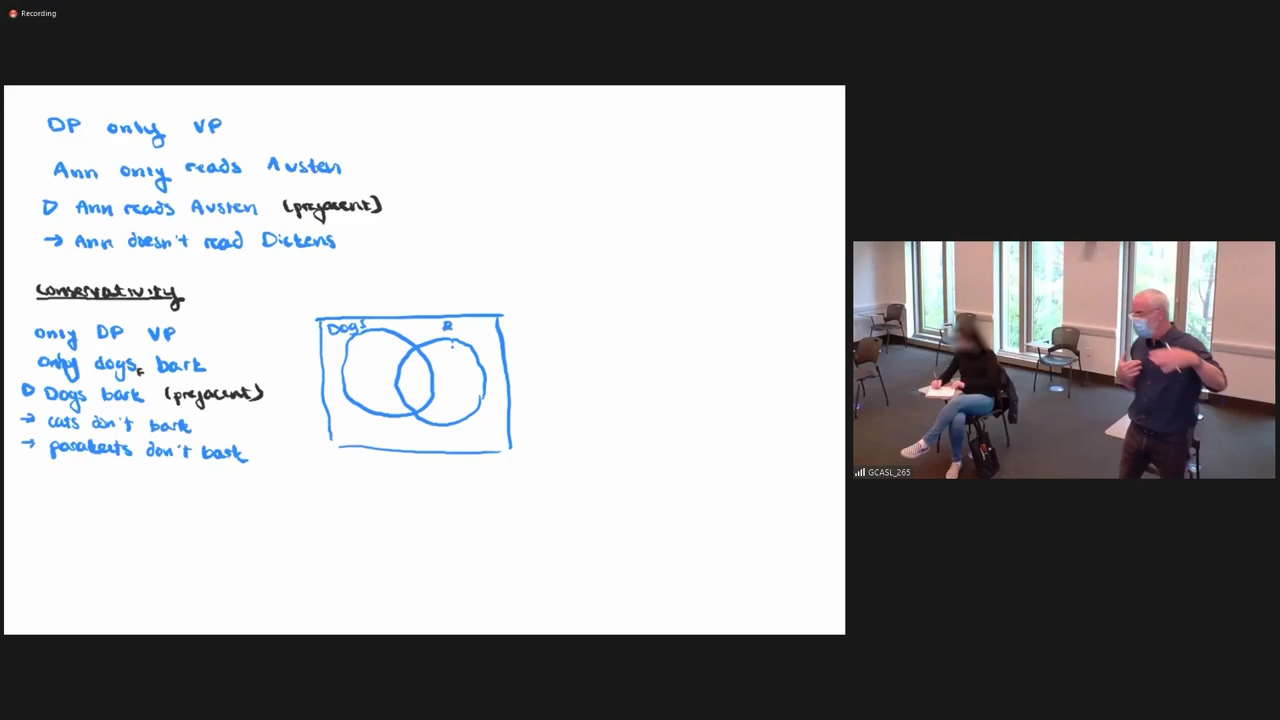 Recording
DP only VP
Ann only reads Austen
▷ Ann reads Austen (prejacent)
→ Ann doesn't read Dickens
conservativity
only DP VP
only dogsF bark
▷ Dogs bark (prejacent)
→ cats don't bark
→ parakeets don't bark
Dogs
B
GCASL_265